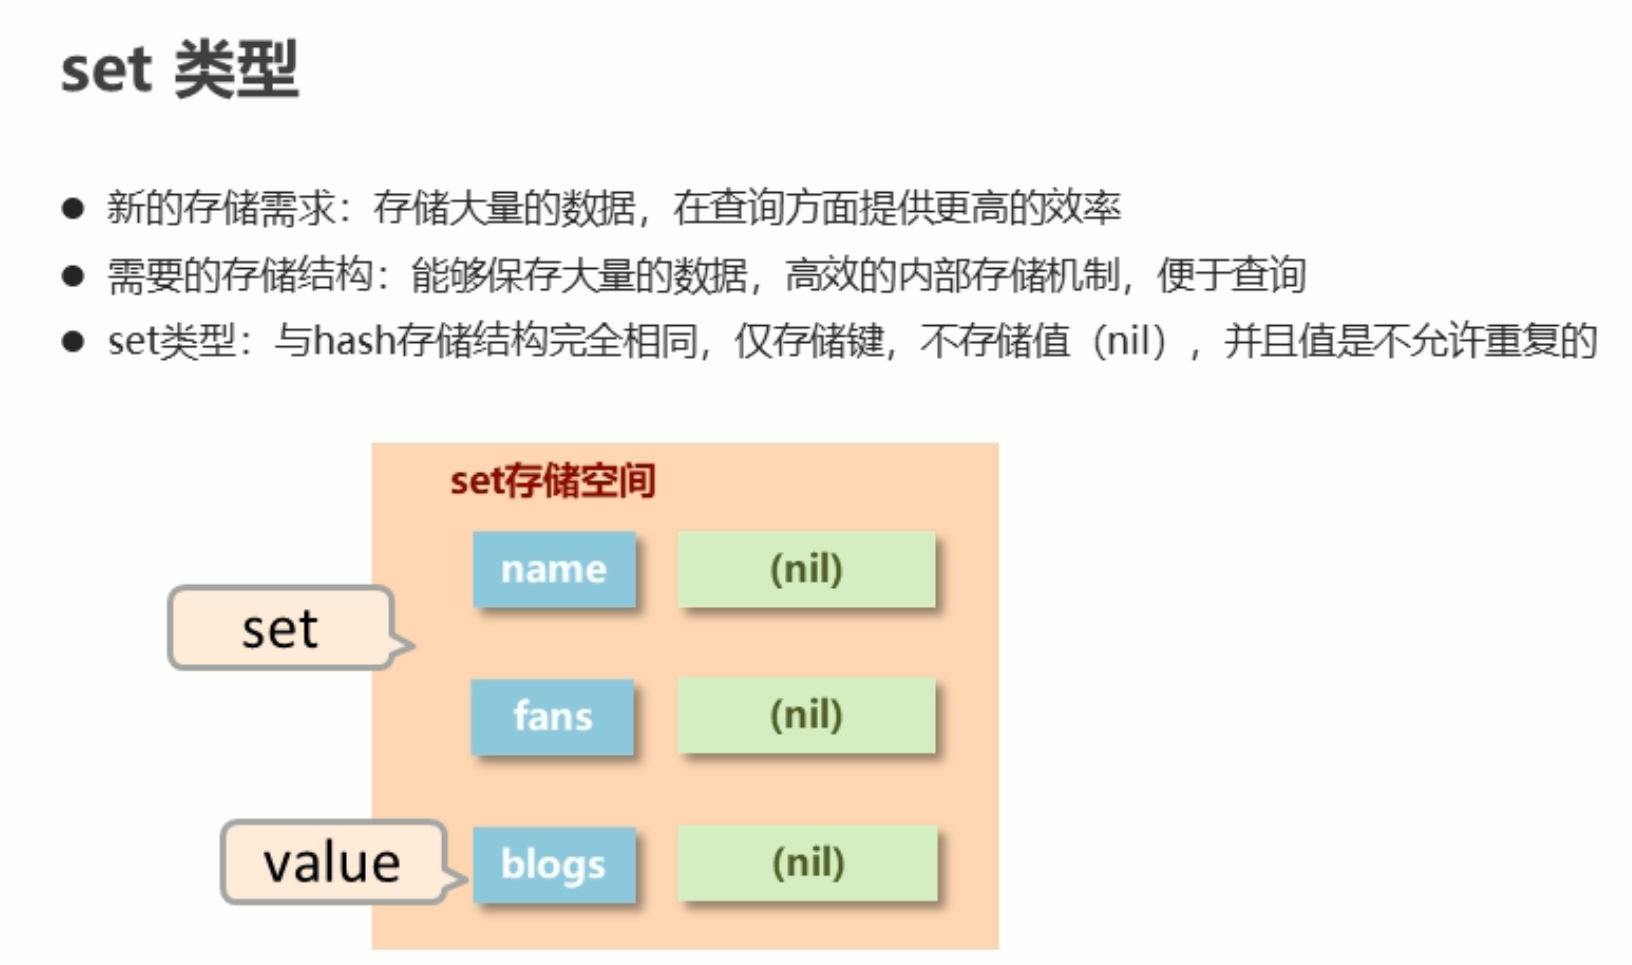 set 类型
● 新的存储需求：存储大量的数据，在查询方面提供更高的效率
● 需要的存储结构：能够保存大量的数据，高效的内部存储机制，便于查询
● set类型：与hash存储结构完全相同，仅存储键，不存储值（nil），并且值是不允许重复的
set存储空间
name (nil)
set
fans (nil)
value
blogs (nil)